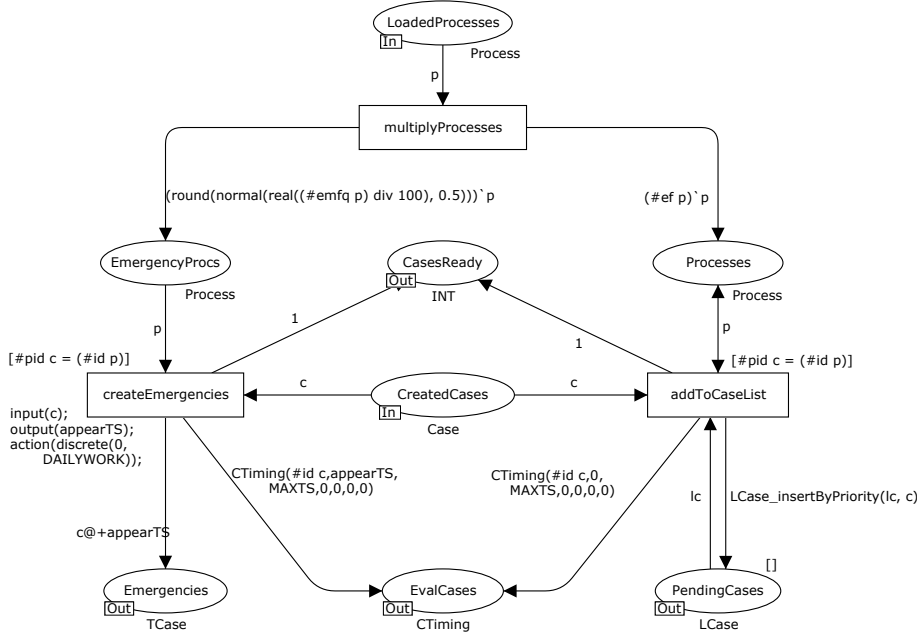 LoadedProcesses
In
Process
p
multiplyProcesses
(round(normal(real((#emfq p) div 100), 0.5)))`p
(#ef p)`p
EmergencyProcs
Process
CasesReady
Out
INT
Processes
Process
p
1
1
p
[#pid c = (#id p)]
[#pid c = (#id p)]
createEmergencies
c
CreatedCases
In
Case
c
addToCaseList
input(c);
output(appearTS);
action(discrete(0,
DAILYWORK));
CTiming(#id c,appearTS,
MAXTS,0,0,0,0)
CTiming(#id c,0,
MAXTS,0,0,0,0)
lc
LCase_insertByPriority(lc, c)
c@+appearTS
[]
Emergencies
Out
TCase
EvalCases
Out
CTiming
PendingCases
Out
LCase